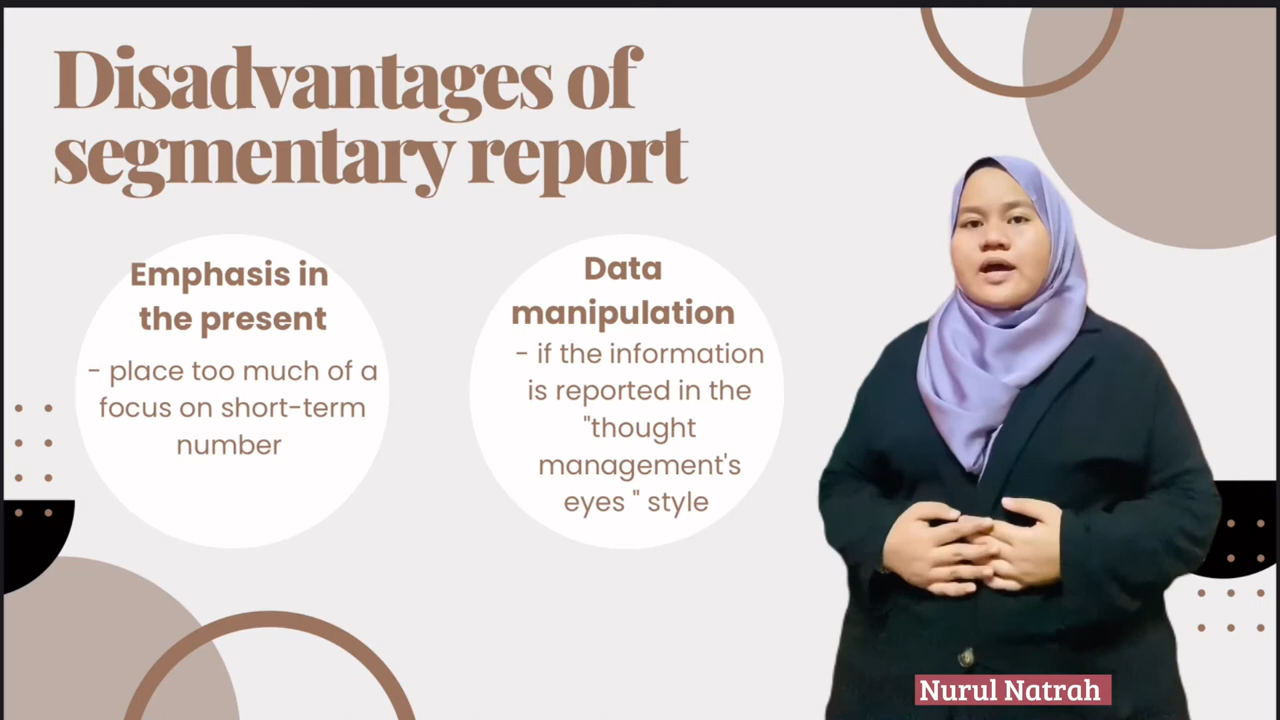 Disadvantages of
segmentary report
Emphasis in
the present
- place too much of a
focus on short-term
number
Data
manipulation
- if the information
is reported in the
"thought
management's
eyes " style
Nurul Natrah